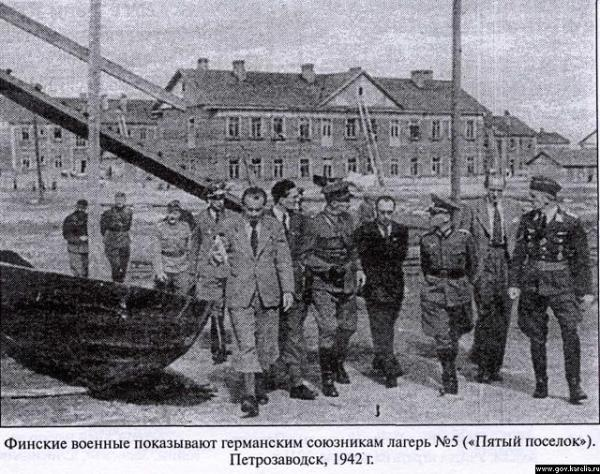 Финские военные показывают германским союзникам лагерь №5 («Пятый поселок»).
Петрозаводск, 1942 г.
www.gov.karelia.ru